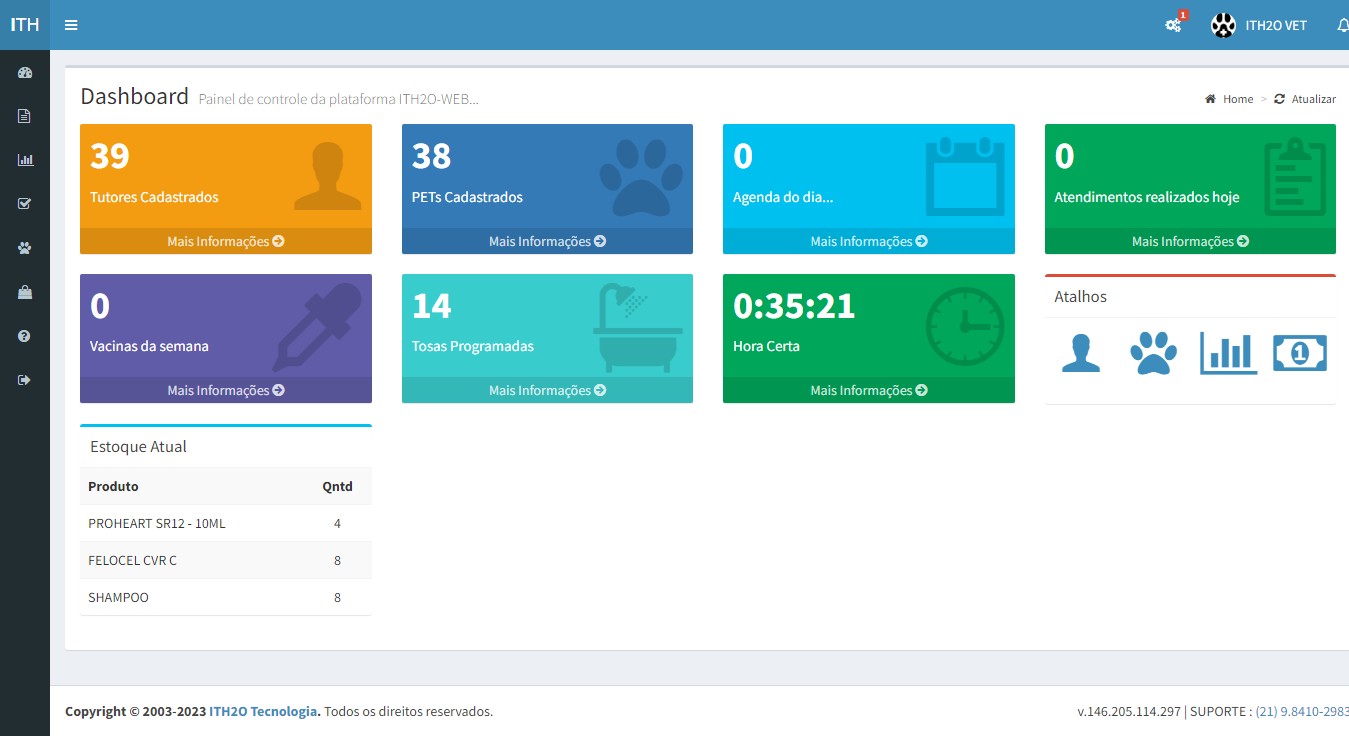 ITH
1
ITH2O VET
Dashboard Painel de controle da plataforma ITH2O-WEB...
Home > Atualizar
39
Tutores Cadastrados
Mais Informações
38
PETs Cadastrados
Mais Informações
0
Agenda do dia...
Mais Informações
0
Atendimentos realizados hoje
Mais Informações
0
Vacinas da semana
Mais Informações
14
Tosas Programadas
Mais Informações
0:35:21
Hora Certa
Mais Informações
Atalhos
1
Estoque Atual
Produto Qntd
PROHEART SR12 - 10ML 4
FELOCEL CVR C 8
SHAMPOO 8
Copyright © 2003-2023 ITH2O Tecnologia. Todos os direitos reservados.
v.146.205.114.297 | SUPORTE : (21) 9.8410-2983